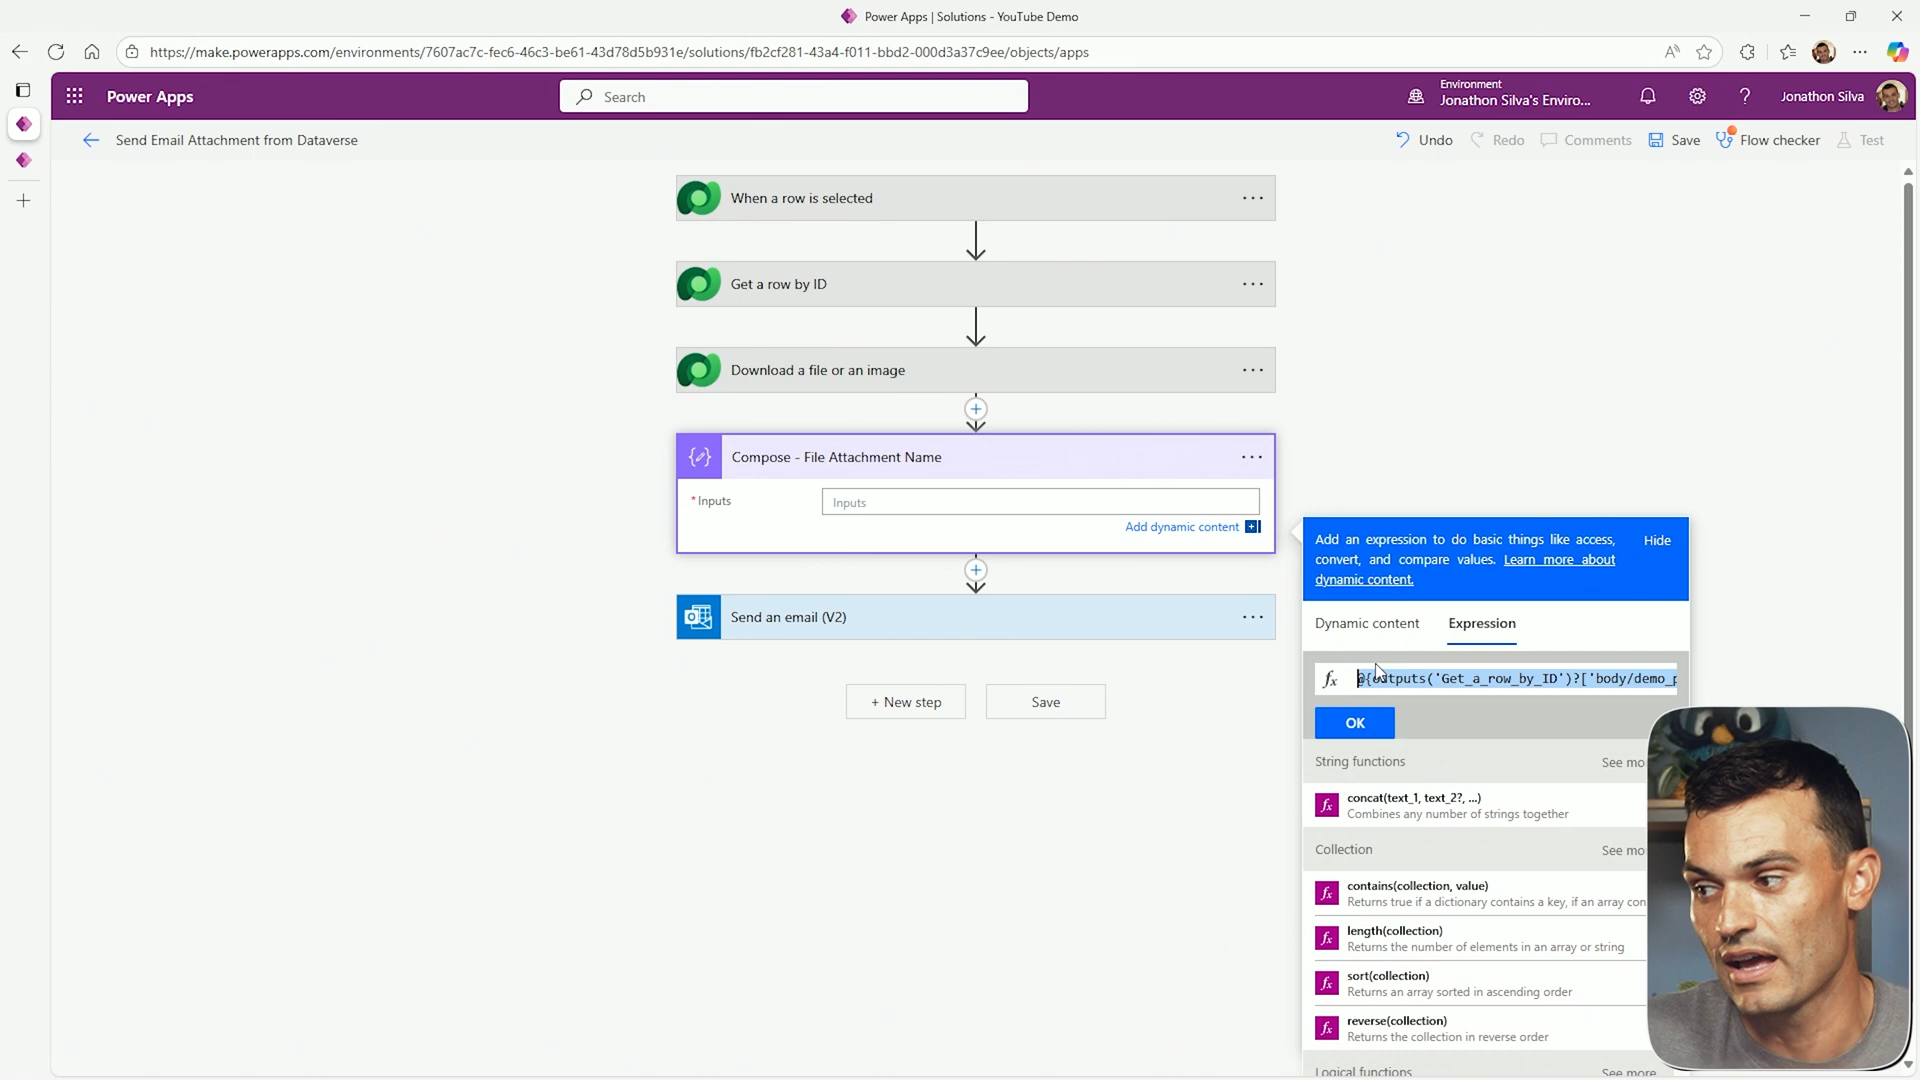 Power Apps | Solutions - YouTube Demo
https://make.powerapps.com/environments/7607ac7c-fec6-46c3-be61-43d78d5b931e/solutions/fb2cf281-43a4-f011-bbd2-000d3a37c9ee/objects/apps
Power Apps
Search
Environment
Jonathon Silva's Enviro...
Jonathon Silva
Send Email Attachment from Dataverse
Undo
Redo
Comments
Save
Flow checker
Test
When a row is selected
Get a row by ID
Download a file or an image
Compose - File Attachment Name
* Inputs
Inputs
Add dynamic content
Send an email (V2)
+ New step
Save
Add an expression to do basic things like access,
convert, and compare values. Learn more about
dynamic content.
Hide
Dynamic content
Expression
fx
@{outputs('Get_a_row_by_ID')?['body/demo_p
OK
String functions
See mo
fx
concat(text_1, text_2?, ...)
Combines any number of strings together
Collection
See mo
fx
contains(collection, value)
Returns true if a dictionary contains a key, if an array con
fx
length(collection)
Returns the number of elements in an array or string
fx
sort(collection)
Returns an array sorted in ascending order
fx
reverse(collection)
Returns the collection in reverse order
Logical functions
See more